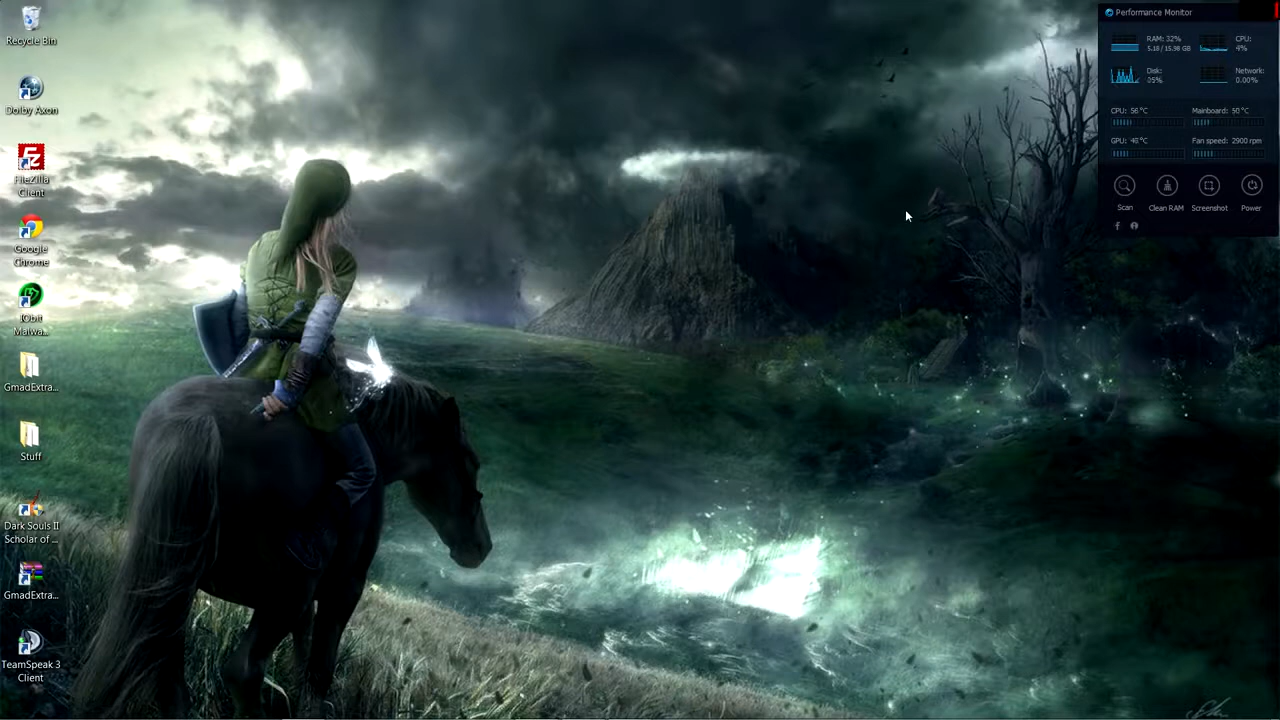 Recycle Bin
Dolby Axon
FileZilla
Client
Google
Chrome
IObit
Malwa...
GmadExtra...
Stuff
Dark Souls II
Scholar of ...
GmadExtra...
TeamSpeak 3
Client
Performance Monitor
RAM: 32%
5.18 / 15.98 GB
CPU:
4%
Disk:
35%
Network:
0.00%
CPU: 56°C
Mainboard: 50°C
GPU: 46°C
Fan speed: 2900 rpm
Scan
Clean RAM
Screenshot
Power